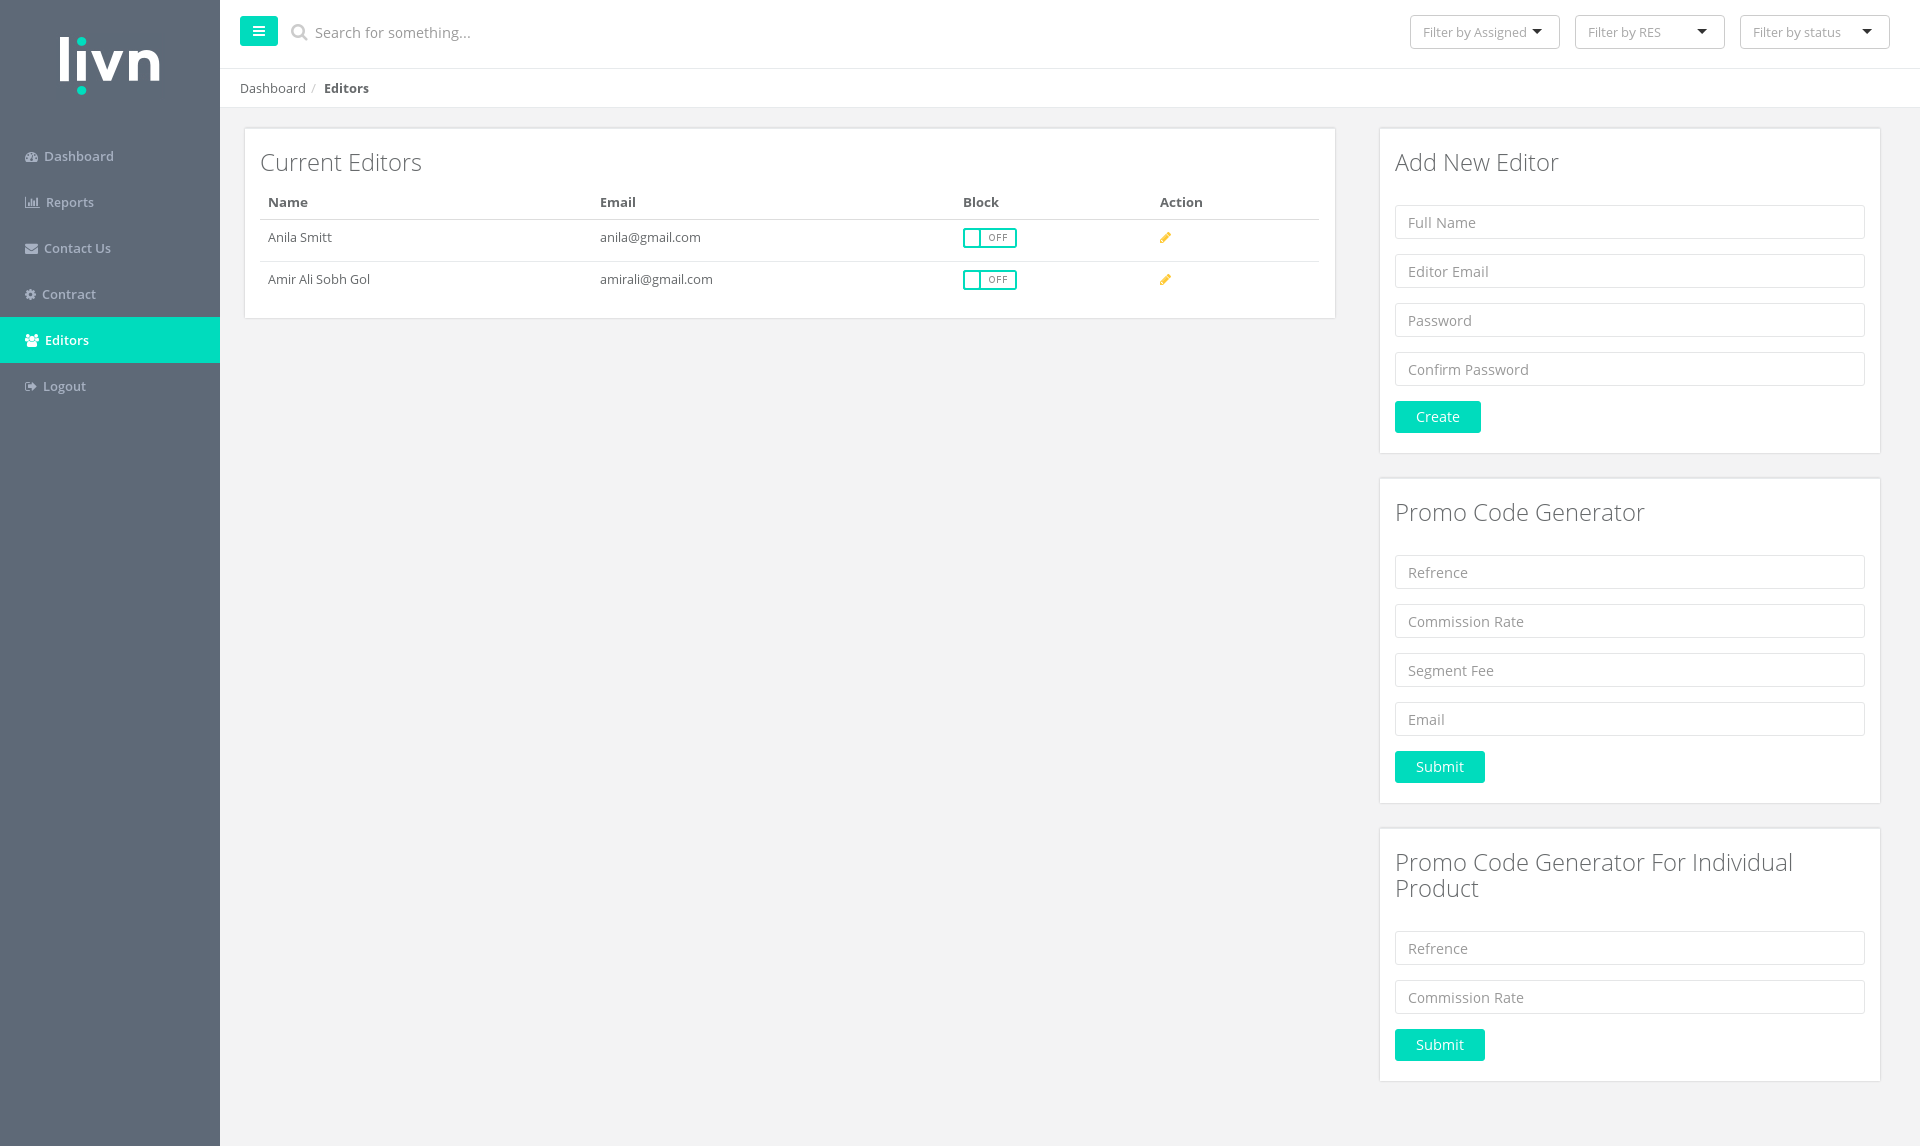 livn
Dashboard
Reports
Contact Us
Contract
Editors
Logout
Search for something...
Filter by Assigned
Filter by RES
Filter by status
Dashboard / Editors
Current Editors
Name Email Block Action
Anila Smitt anila@gmail.com OFF
Amir Ali Sobh Gol amirali@gmail.com OFF
Add New Editor
Full Name
Editor Email
Password
Confirm Password
Create
Promo Code Generator
Refrence
Commission Rate
Segment Fee
Email
Submit
Promo Code Generator For Individual
Product
Refrence
Commission Rate
Submit